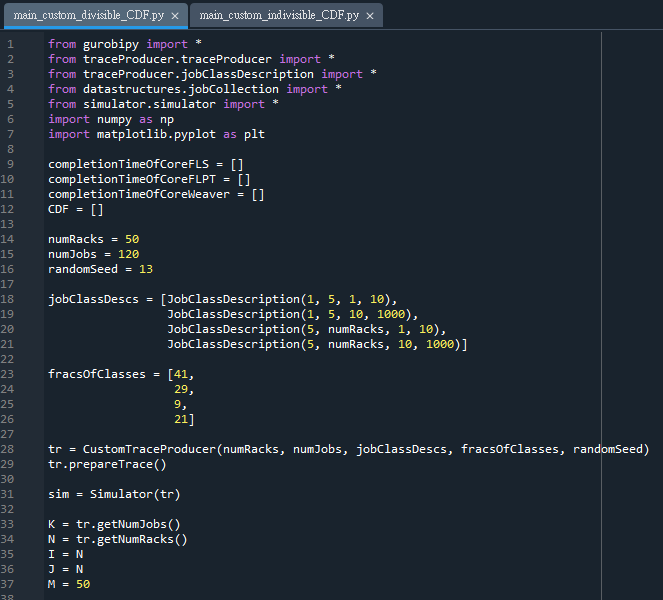 main_custom_divisible_CDF.py × main_custom_indivisible_CDF.py ×
1 from gurobipy import *
2 from traceProducer.traceProducer import *
3 from traceProducer.jobClassDescription import *
4 from datastructures.jobCollection import *
5 from simulator.simulator import *
6 import numpy as np
7 import matplotlib.pyplot as plt
8
9 completionTimeOfCoreFLS = []
10 completionTimeOfCoreFLPT = []
11 completionTimeOfCoreWeaver = []
12 CDF = []
13
14 numRacks = 50
15 numJobs = 120
16 randomSeed = 13
17
18 jobClassDescs = [JobClassDescription(1, 5, 1, 10),
19 JobClassDescription(1, 5, 10, 1000),
20 JobClassDescription(5, numRacks, 1, 10),
21 JobClassDescription(5, numRacks, 10, 1000)]
22
23 fracsOfClasses = [41,
24 29,
25 9,
26 21]
27
28 tr = CustomTraceProducer(numRacks, numJobs, jobClassDescs, fracsOfClasses, randomSeed)
29 tr.prepareTrace()
30
31 sim = Simulator(tr)
32
33 K = tr.getNumJobs()
34 N = tr.getNumRacks()
35 I = N
36 J = N
37 M = 50
38